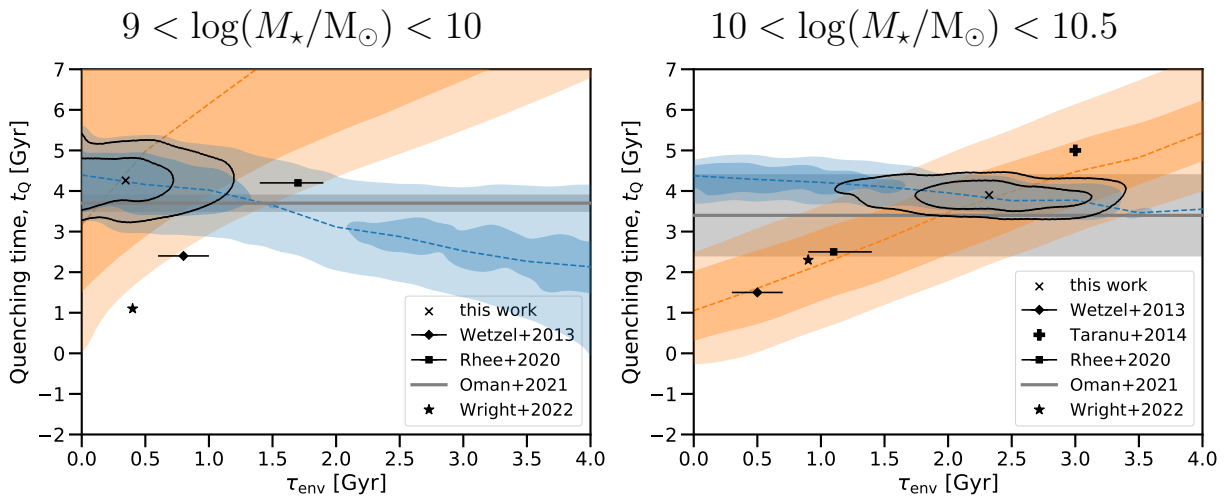 9 < log(M⋆/M⊙) < 10
10 < log(M⋆/M⊙) < 10.5
7
6
5
4
3
2
1
0
−1
−2
Quenching time, tQ [Gyr]
0.0 0.5 1.0 1.5 2.0 2.5 3.0 3.5 4.0
τenv [Gyr]
this work
Wetzel+2013
Rhee+2020
Oman+2021
Wright+2022
7
6
5
4
3
2
1
0
−1
−2
Quenching time, tQ [Gyr]
0.0 0.5 1.0 1.5 2.0 2.5 3.0 3.5 4.0
τenv [Gyr]
this work
Wetzel+2013
Taranu+2014
Rhee+2020
Oman+2021
Wright+2022